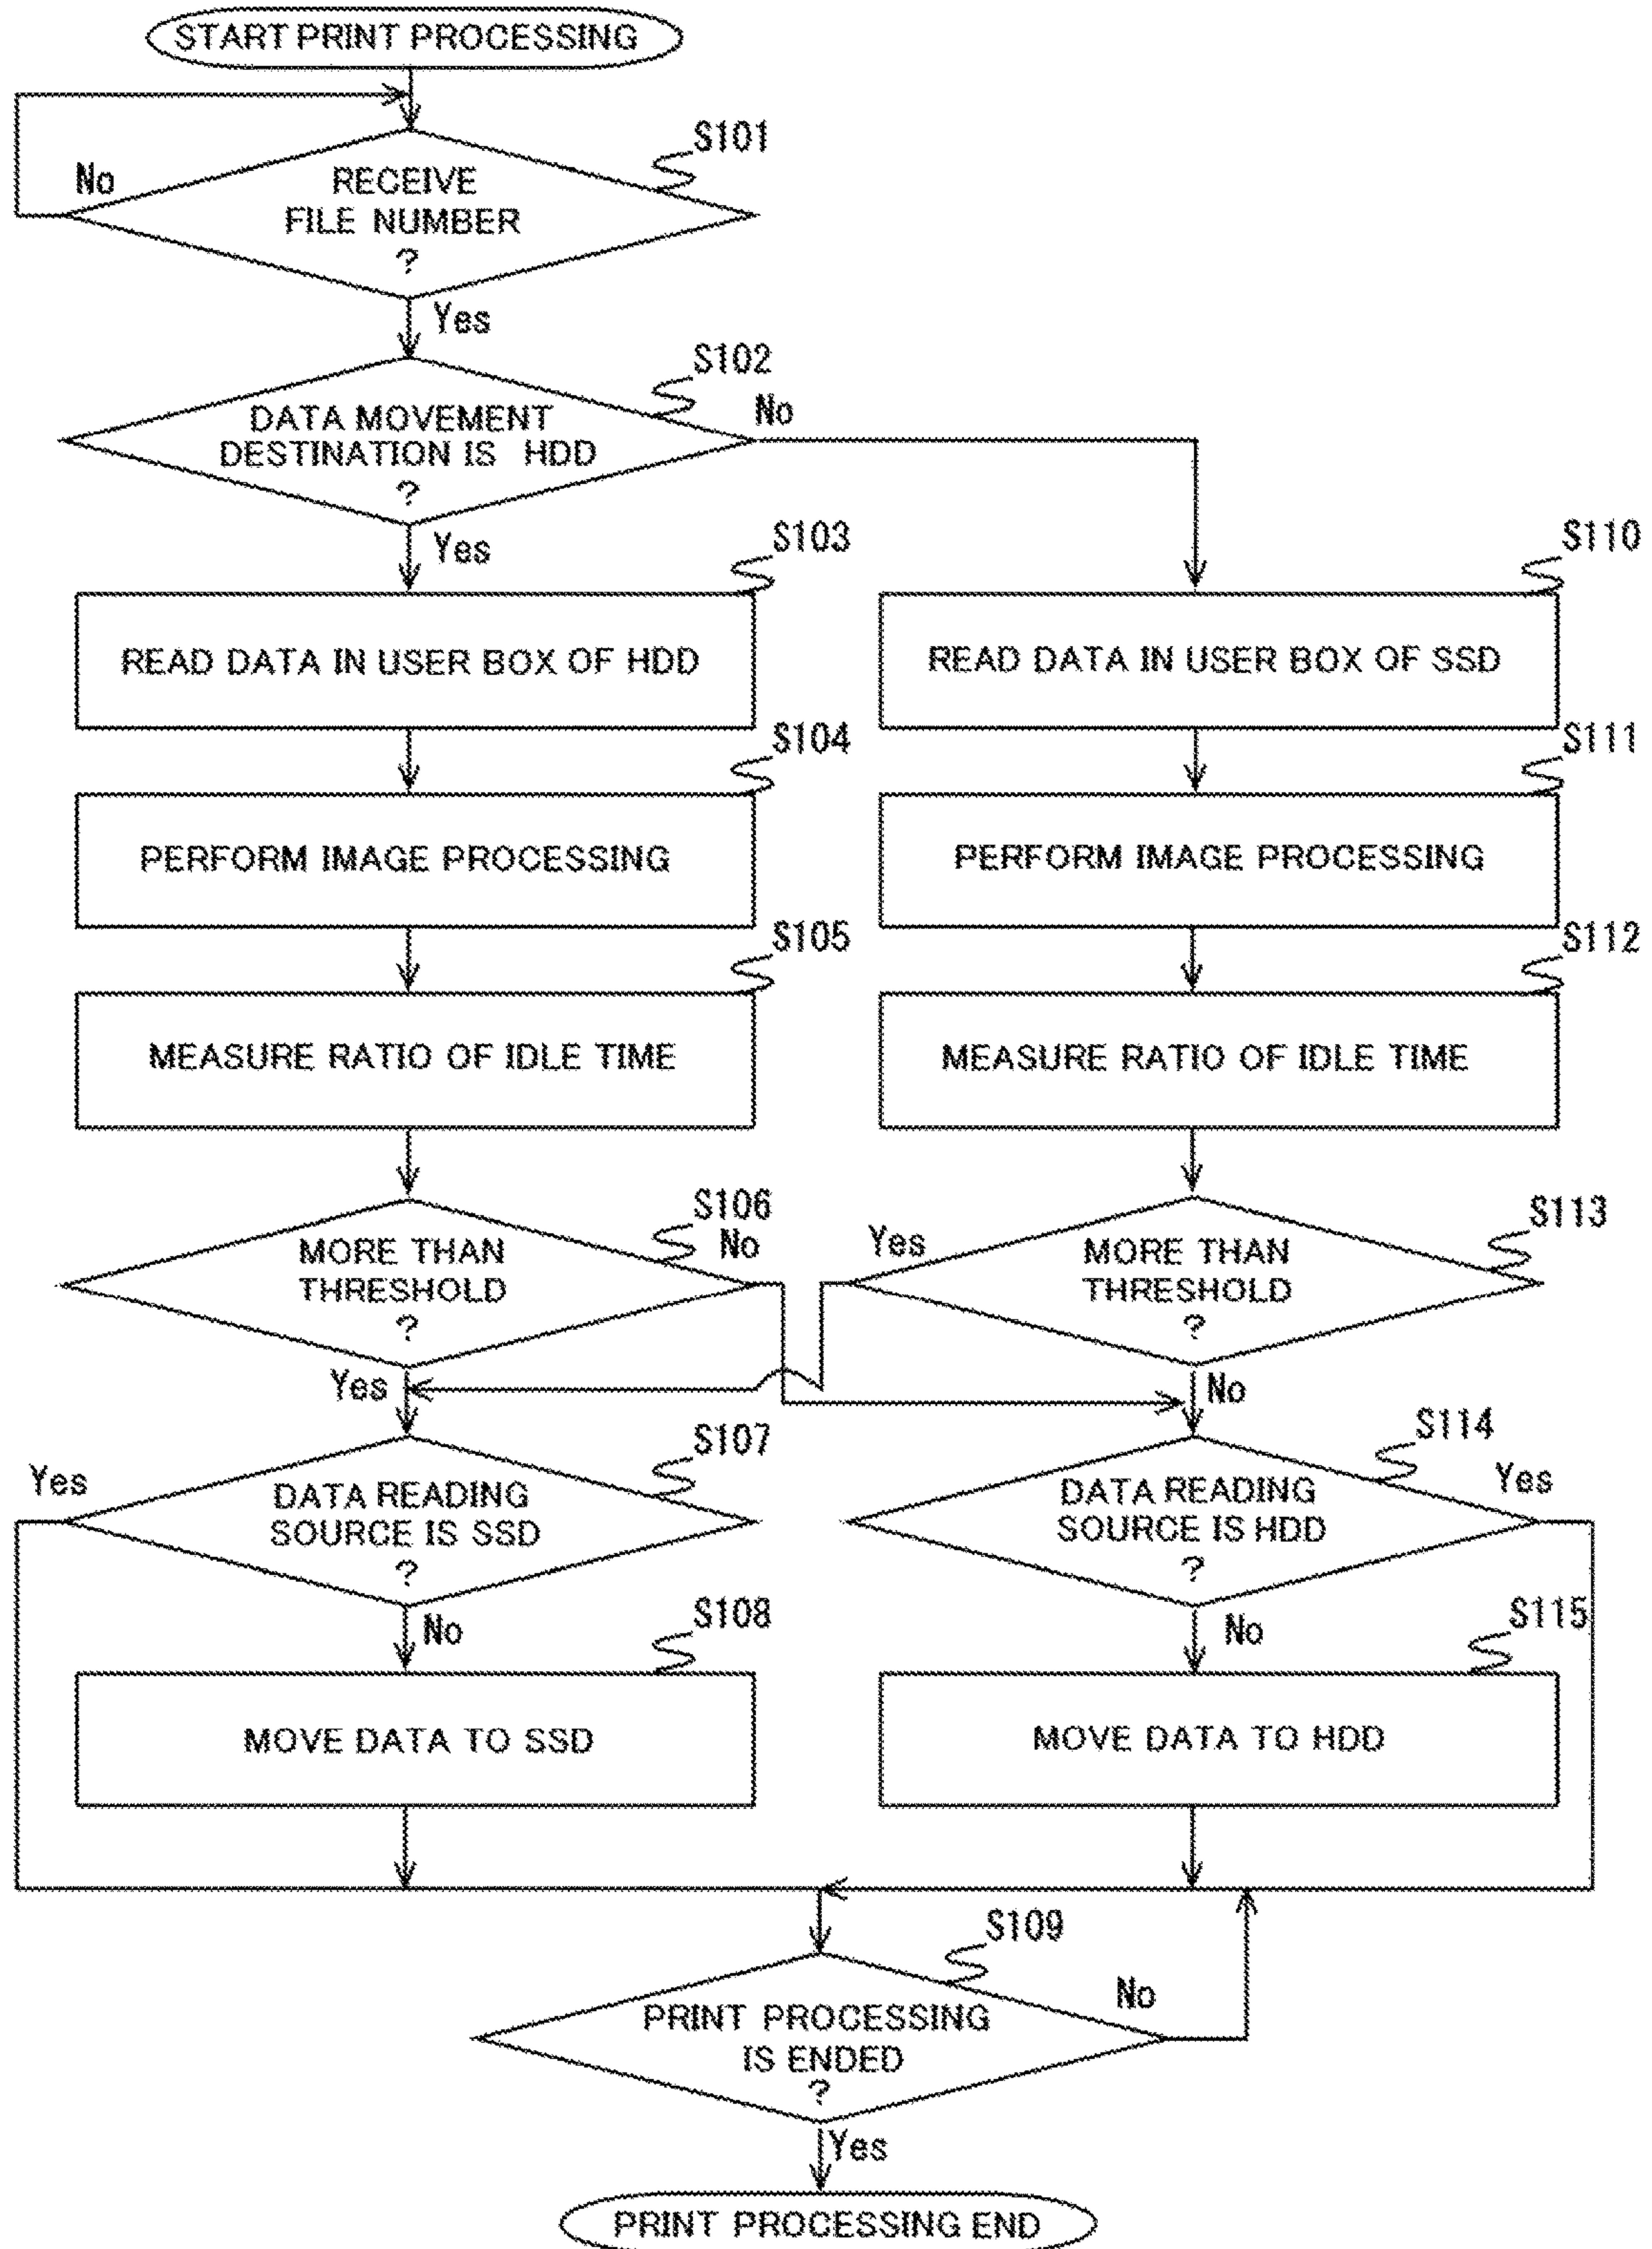 START PRINT PROCESSING
S101
No
RECEIVE
FILE NUMBER
?
Yes
S102
No
DATA MOVEMENT
DESTINATION IS HDD
?
Yes
S103
READ DATA IN USER BOX OF HDD
S110
READ DATA IN USER BOX OF SSD
S104
PERFORM IMAGE PROCESSING
S111
PERFORM IMAGE PROCESSING
S105
MEASURE RATIO OF IDLE TIME
S112
MEASURE RATIO OF IDLE TIME
S106
No
MORE THAN
THRESHOLD
?
Yes
S113
Yes
MORE THAN
THRESHOLD
?
No
S107
Yes
DATA READING
SOURCE IS SSD
?
No
S114
Yes
DATA READING
SOURCE IS HDD
?
No
S108
MOVE DATA TO SSD
S115
MOVE DATA TO HDD
S109
No
PRINT PROCESSING
IS ENDED
?
Yes
PRINT PROCESSING END